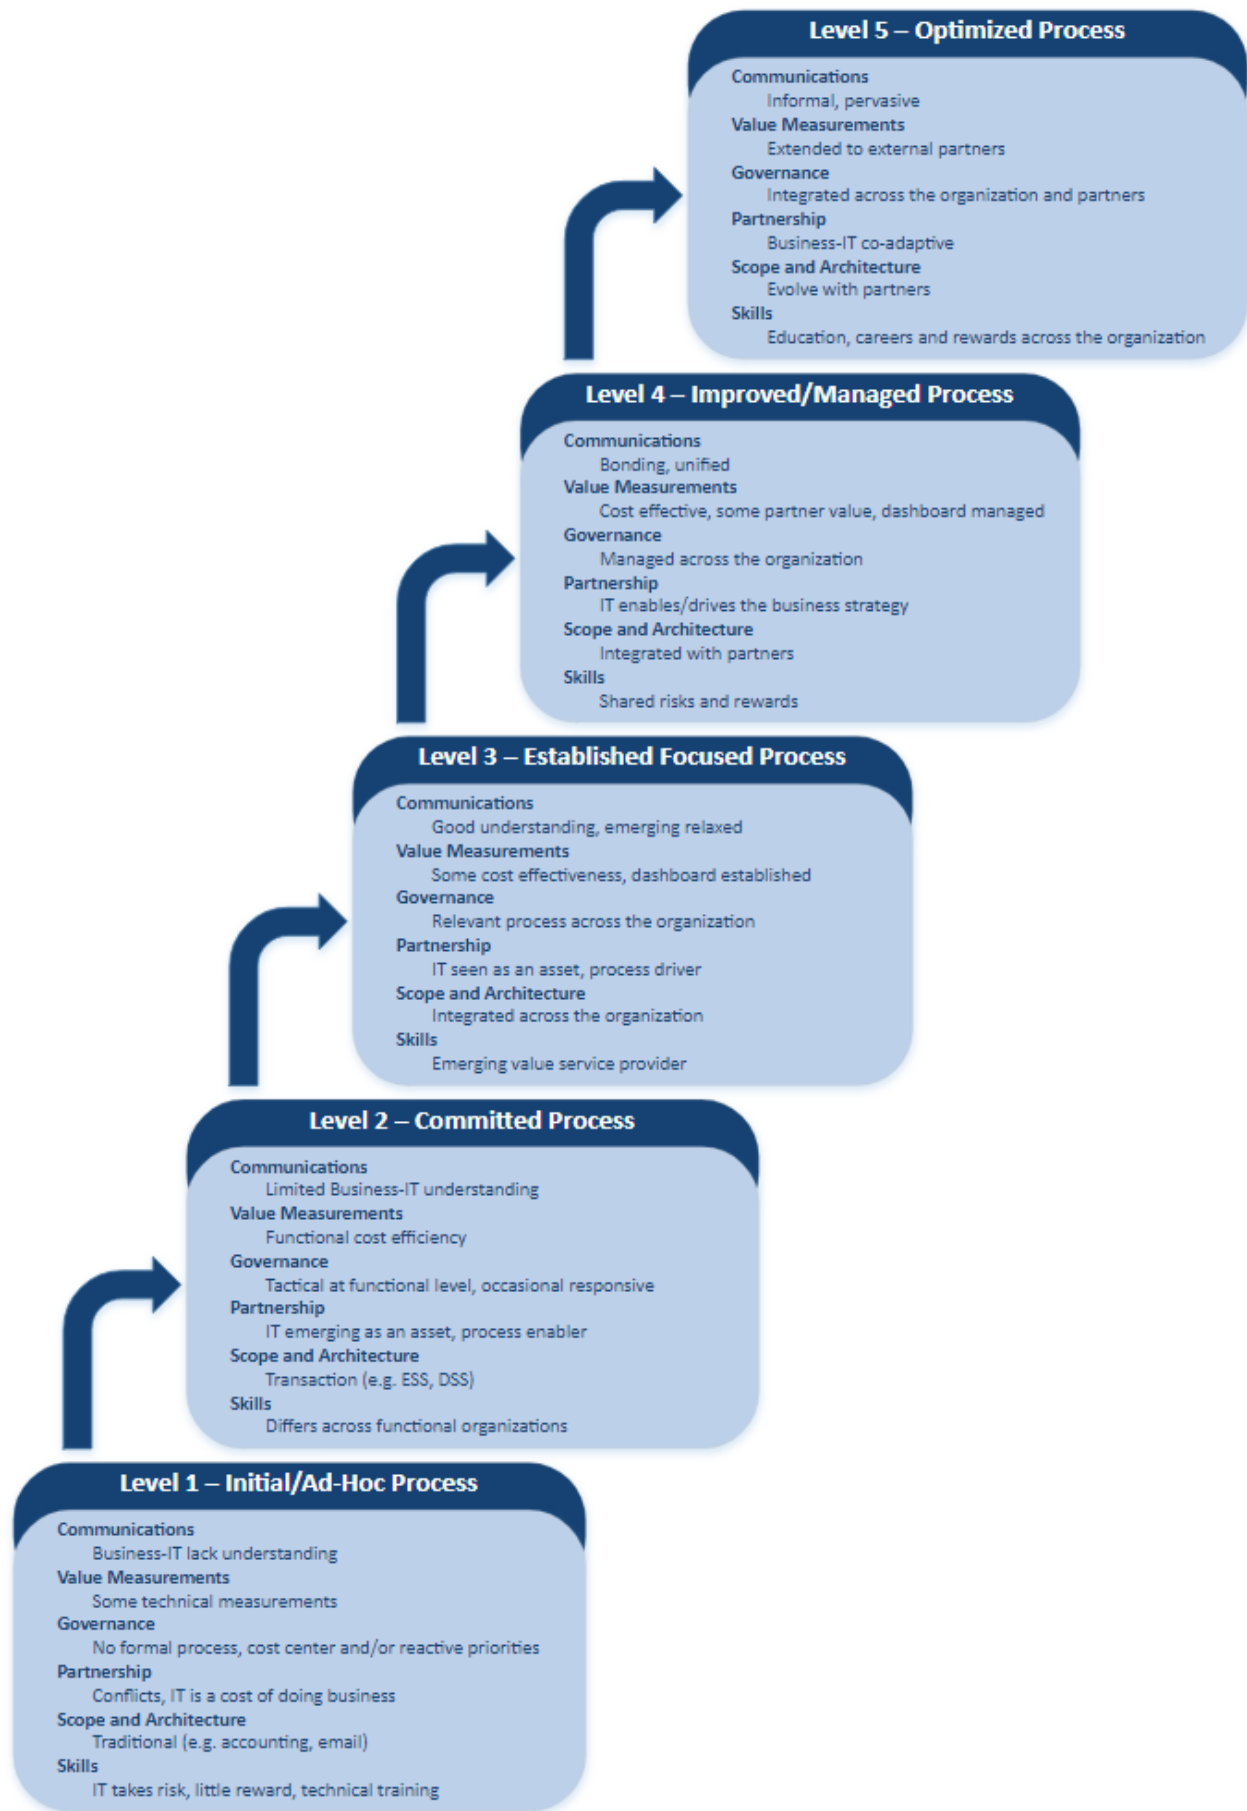 Level 5 – Optimized Process
Communications
Informal, pervasive
Value Measurements
Extended to external partners
Governance
Integrated across the organization and partners
Partnership
Business-IT co-adaptive
Scope and Architecture
Evolve with partners
Skills
Education, careers and rewards across the organization
Level 4 – Improved/Managed Process
Communications
Bonding, unified
Value Measurements
Cost effective, some partner value, dashboard managed
Governance
Managed across the organization
Partnership
IT enables/drives the business strategy
Scope and Architecture
Integrated with partners
Skills
Shared risks and rewards
Level 3 – Established Focused Process
Communications
Good understanding, emerging relaxed
Value Measurements
Some cost effectiveness, dashboard established
Governance
Relevant process across the organization
Partnership
IT seen as an asset, process driver
Scope and Architecture
Integrated across the organization
Skills
Emerging value service provider
Level 2 – Committed Process
Communications
Limited Business-IT understanding
Value Measurements
Functional cost efficiency
Governance
Tactical at functional level, occasional responsive
Partnership
IT emerging as an asset, process enabler
Scope and Architecture
Transaction (e.g. ESS, DSS)
Skills
Differs across functional organizations
Level 1 – Initial/Ad-Hoc Process
Communications
Business-IT lack understanding
Value Measurements
Some technical measurements
Governance
No formal process, cost center and/or reactive priorities
Partnership
Conflicts, IT is a cost of doing business
Scope and Architecture
Traditional (e.g. accounting, email)
Skills
IT takes risk, little reward, technical training